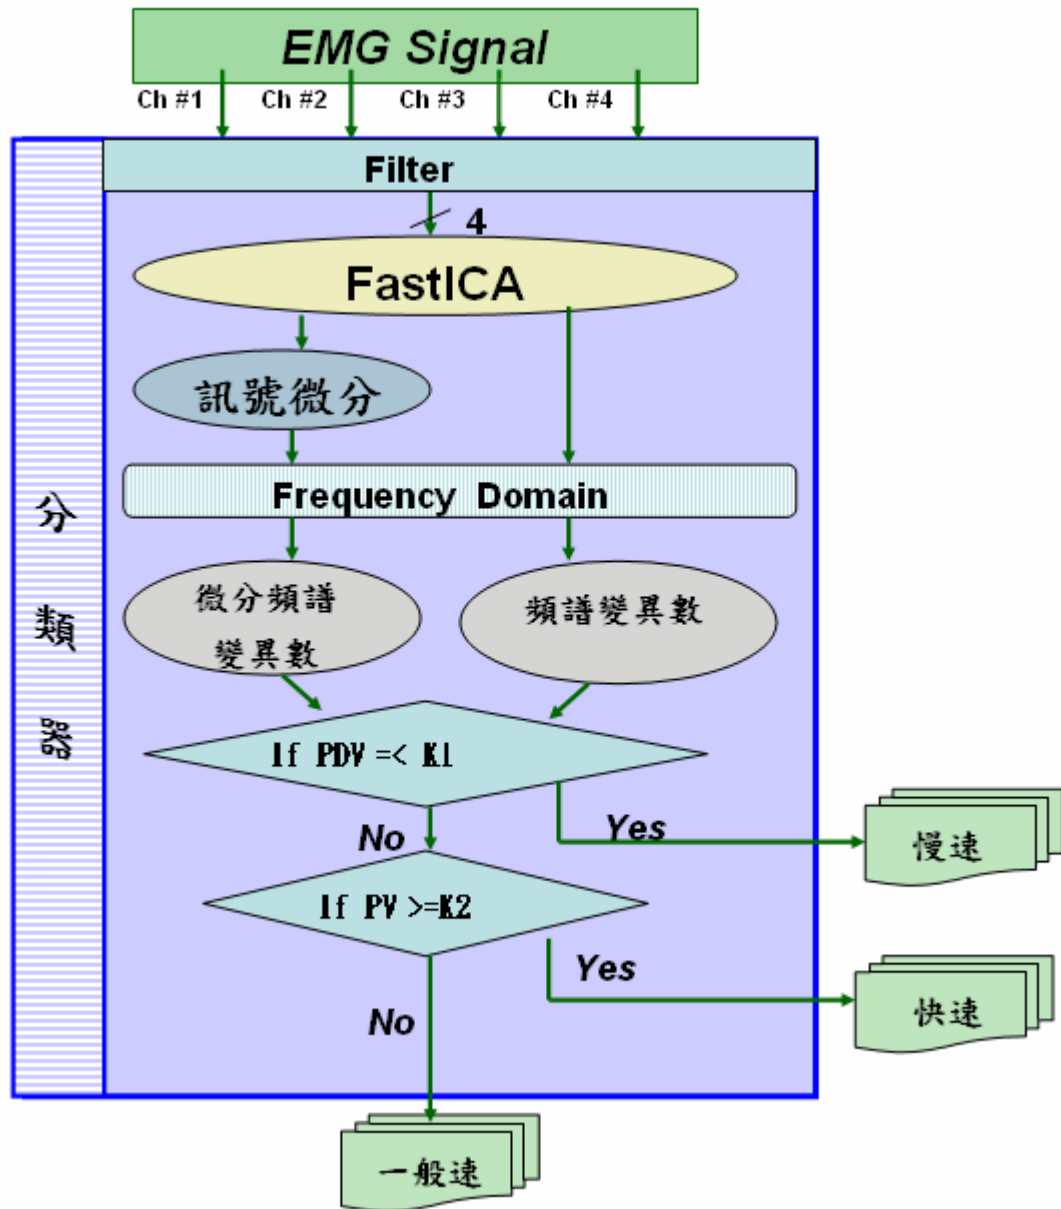 EMG Signal
Ch #1 Ch #2 Ch #3 Ch #4
Filter
4
FastICA
訊號微分
Frequency Domain
微分頻譜
變異數
頻譜變異數
分
類
器
If PDV =< K1
No
Yes
慢速
If PV >=K2
Yes
快速
No
一般速